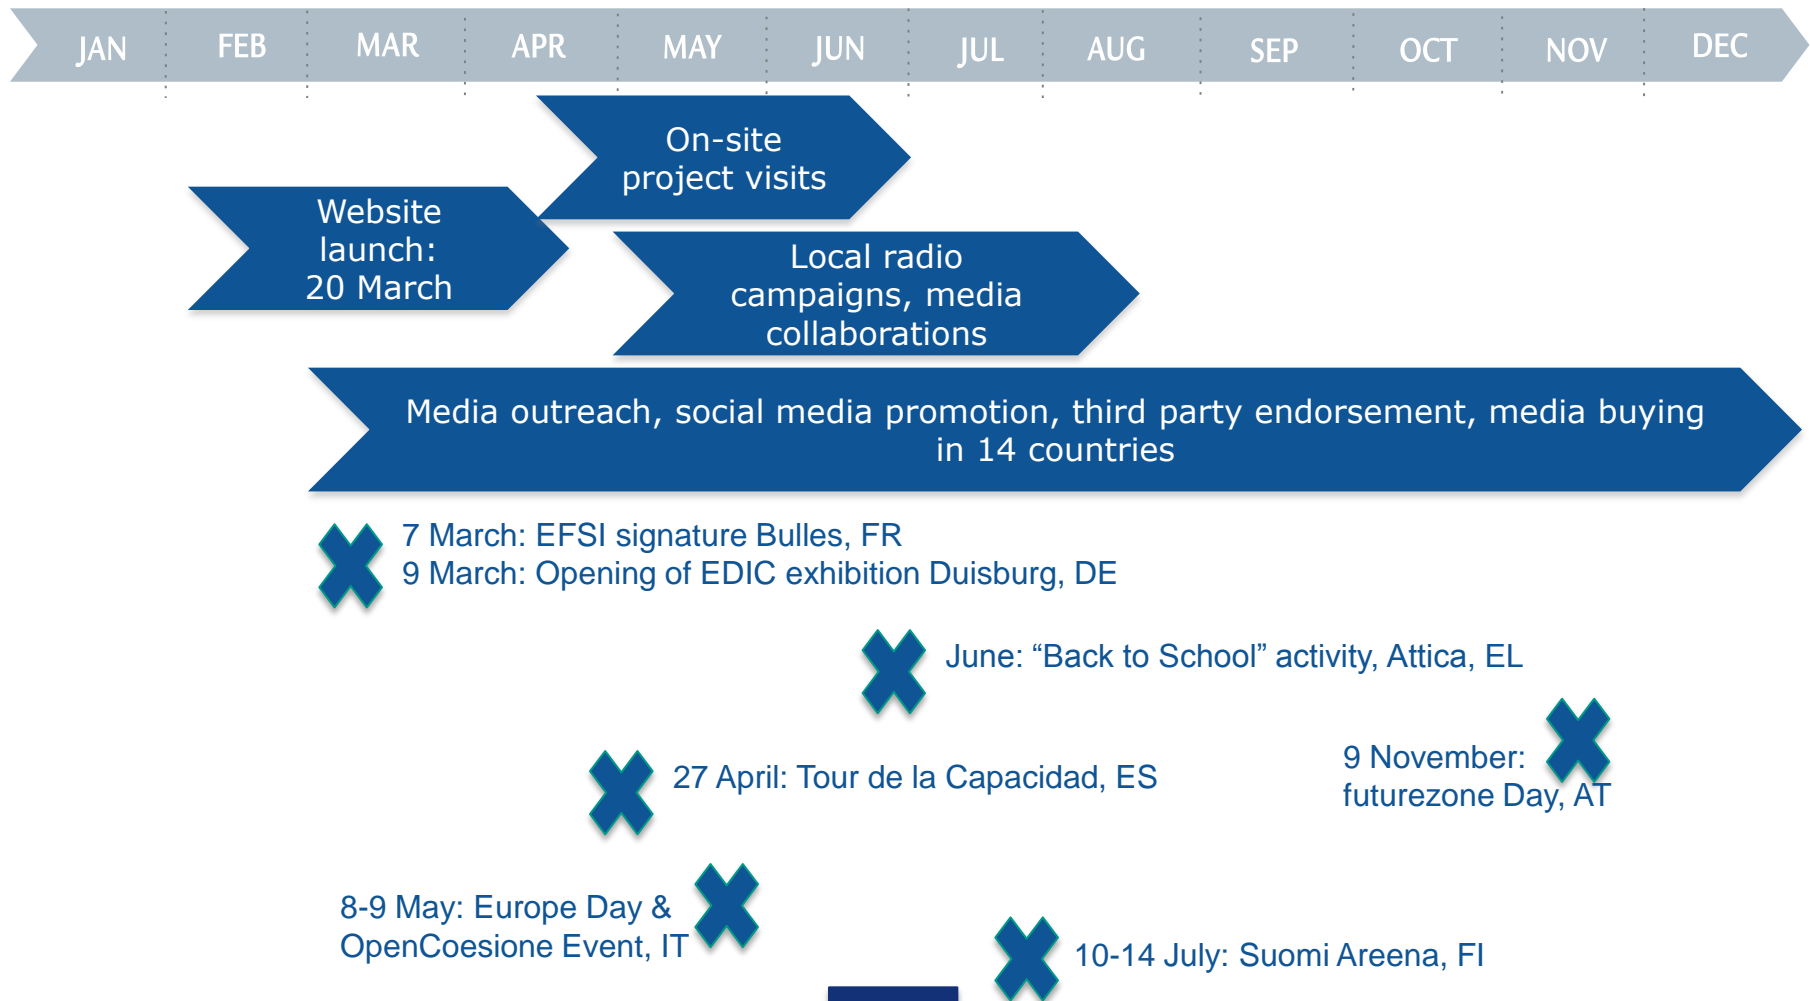 JAN FEB MAR APR MAY JUN JUL AUG SEP OCT NOV DEC
On-site
project visits
Website
launch:
20 March
Local radio
campaigns, media
collaborations
Media outreach, social media promotion, third party endorsement, media buying
in 14 countries
7 March: EFSI signature Bulles, FR
9 March: Opening of EDIC exhibition Duisburg, DE
June: “Back to School” activity, Attica, EL
9 November:
futurezone Day, AT
27 April: Tour de la Capacidad, ES
8-9 May: Europe Day &
OpenCoesione Event, IT
10-14 July: Suomi Areena, FI